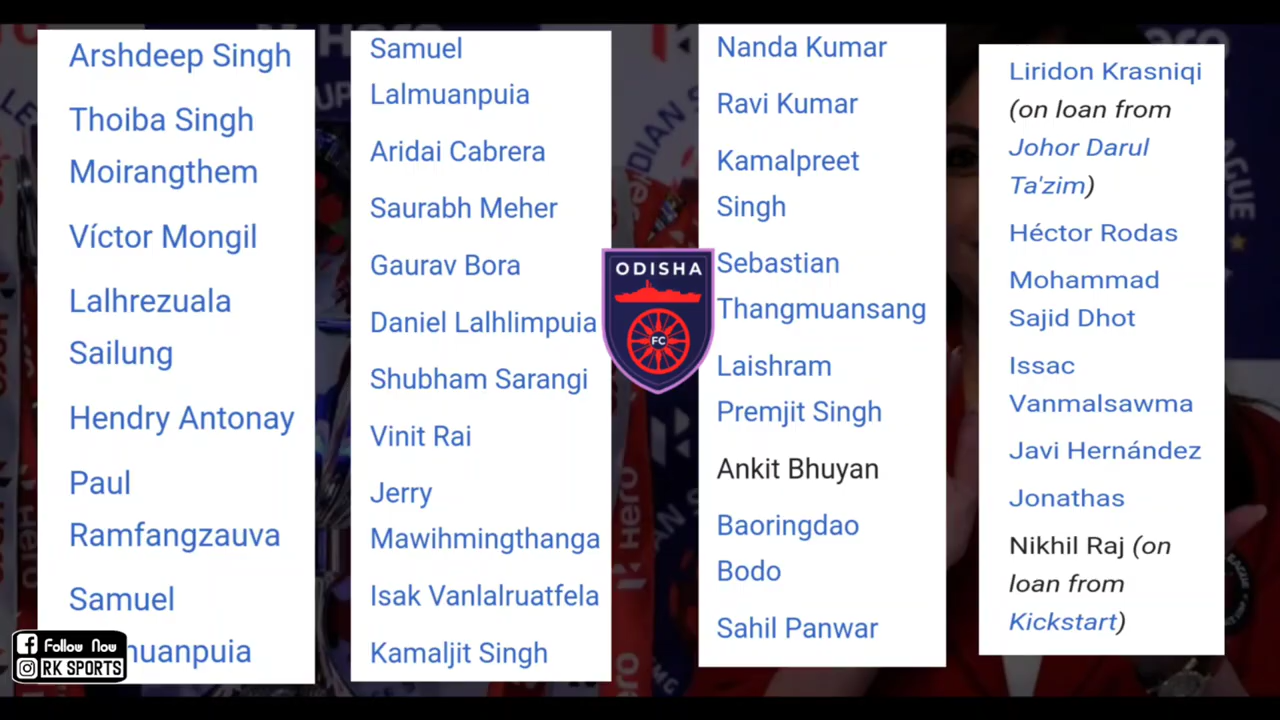 Arshdeep Singh
Thoiba Singh
Moirangthem
Víctor Mongil
Lalhrezuala
Sailung
Hendry Antonay
Paul
Ramfangzauva
Samuel
nuanpuia
Follow Now
RK SPORTS
Samuel
Lalmuanpuia
Aridai Cabrera
Saurabh Meher
Gaurav Bora
Daniel Lalhlimpuia
Shubham Sarangi
Vinit Rai
Jerry
Mawihmingthanga
Isak Vanlalruatfela
Kamaljit Singh
ODISHA
FC
Nanda Kumar
Ravi Kumar
Kamalpreet
Singh
Sebastian
Thangmuansang
Laishram
Premjit Singh
Ankit Bhuyan
Baoringdao
Bodo
Sahil Panwar
Liridon Krasniqi
(on loan from
Johor Darul
Ta'zim)
Héctor Rodas
Mohammad
Sajid Dhot
Issac
Vanmalsawma
Javi Hernández
Jonathas
Nikhil Raj (on
loan from
Kickstart)
Hero